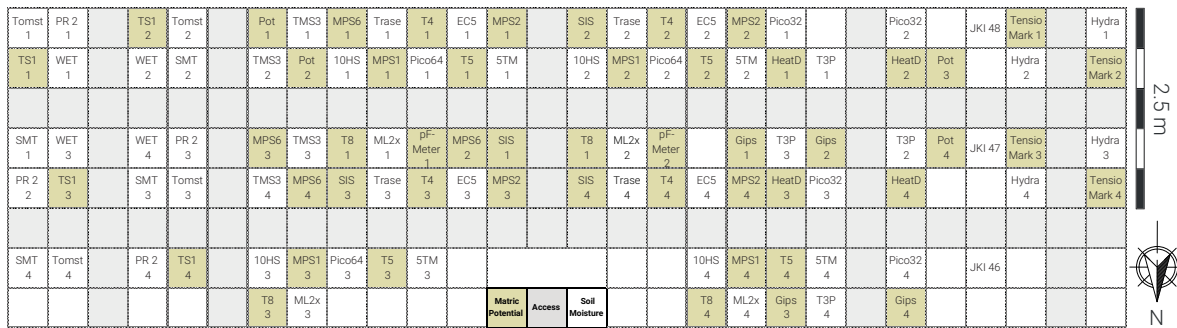 Tomst
1
PR 2
1
TS1
2
Tomst
2
Pot
1
TMS3
1
MPS6
1
Trase
1
T4
1
EC5
1
MPS2
1
SIS
2
Trase
2
T4
2
EC5
2
MPS2
2
Pico32
1
Pico32
2
JKI 48
Tensio
Mark 1
Hydra
1
TS1
1
WET
1
WET
2
SMT
2
TMS3
2
Pot
2
10HS
1
MPS1
1
Pico64
1
T5
1
5TM
1
10HS
2
MPS1
2
Pico64
2
T5
2
5TM
2
HeatD
1
T3P
1
HeatD
2
Pot
3
Hydra
2
Tensio
Mark 2
2.5 m
SMT
1
WET
3
WET
4
PR 2
3
MPS6
3
TMS3
3
T8
1
ML2x
1
pF-
Meter
1
MPS6
2
SIS
1
T8
1
ML2x
2
pF-
Meter
2
Gips
1
T3P
3
Gips
2
T3P
2
Pot
4
JKI 47
Tensio
Mark 3
Hydra
3
PR 2
2
TS1
3
SMT
3
Tomst
3
TMS3
4
MPS6
4
SIS
3
Trase
3
T4
3
EC5
3
MPS2
3
SIS
4
Trase
4
T4
4
EC5
4
MPS2
4
HeatD
3
Pico32
3
HeatD
4
Hydra
4
Tensio
Mark 4
SMT
4
Tomst
4
PR 2
4
TS1
4
10HS
3
MPS1
3
Pico64
3
T5
3
5TM
3
10HS
4
MPS1
4
T5
4
5TM
4
Pico32
4
JKI 46
T8
3
ML2x
3
Matric
Potential
Access
Soil
Moisture
T8
4
ML2x
4
Gips
3
T3P
4
Gips
4
N